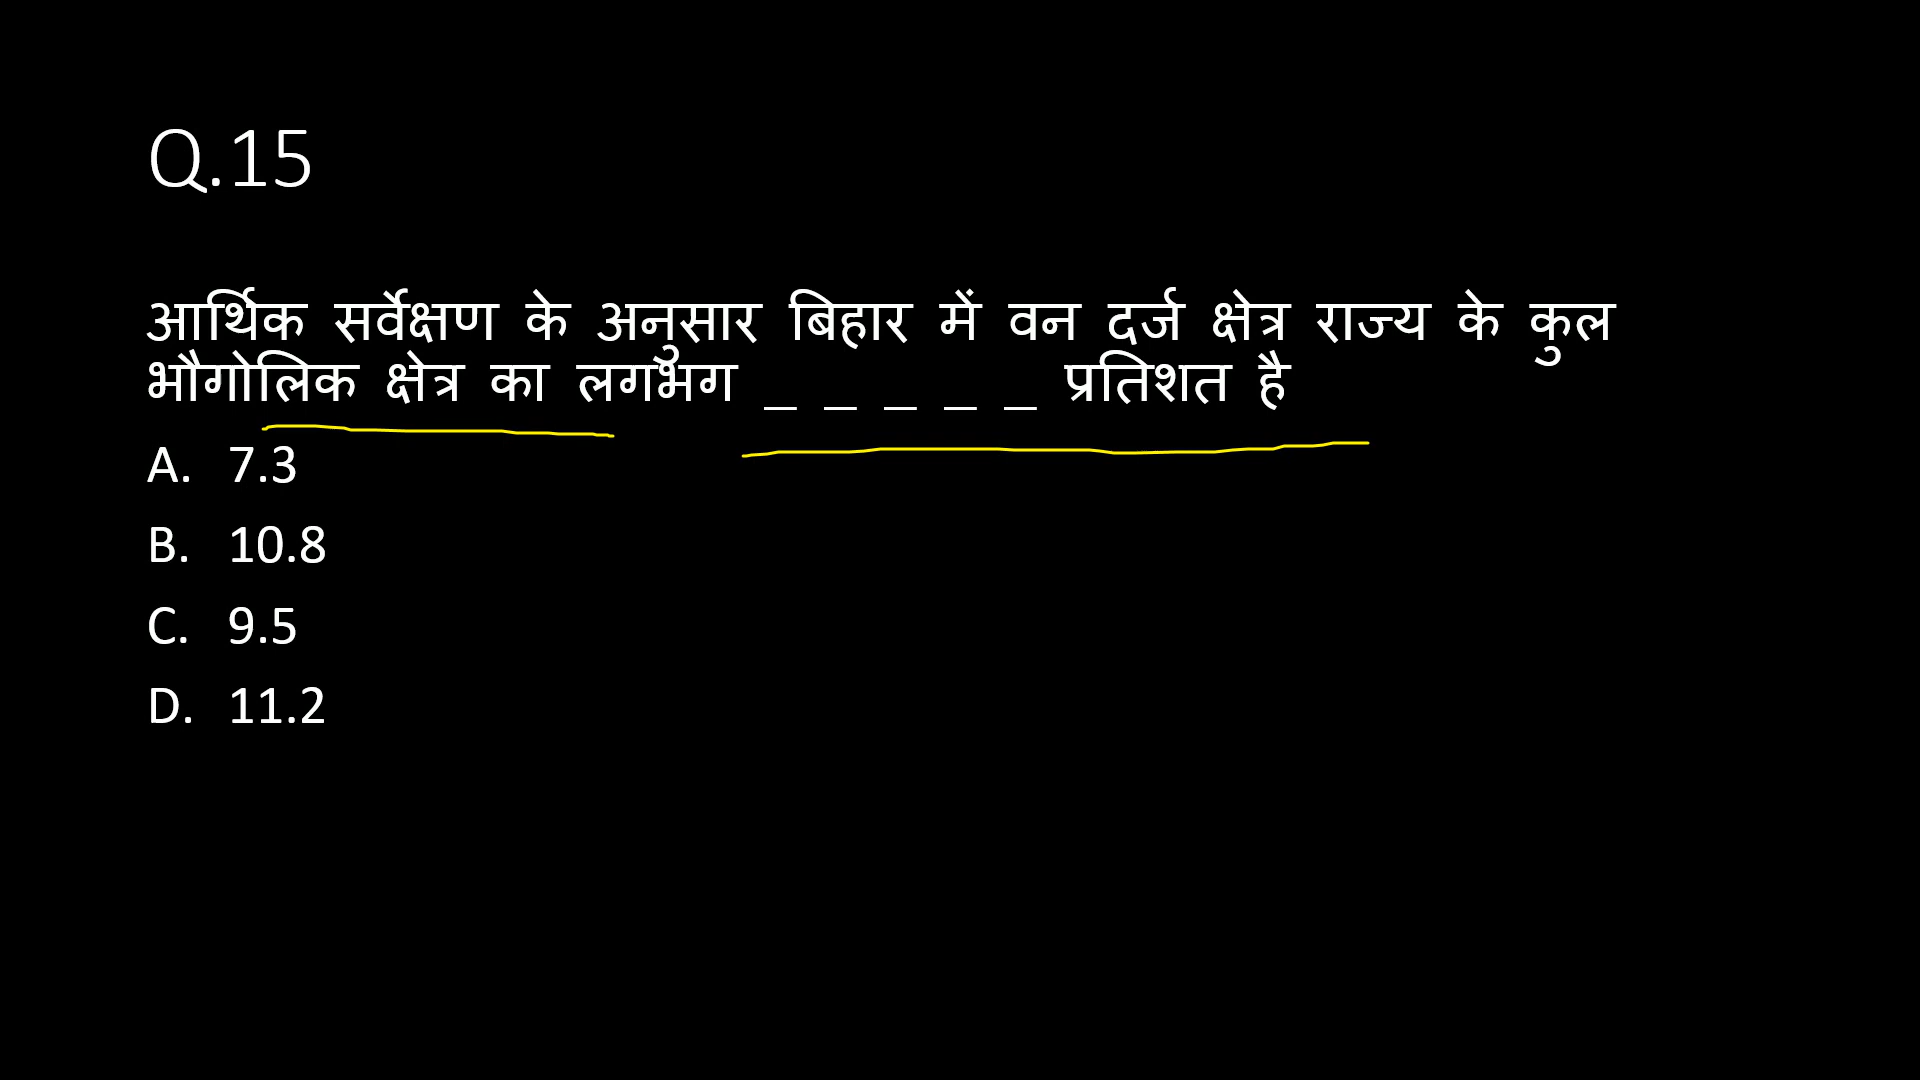 Q.15
आर्थिक सर्वेक्षण के अनुसार बिहार में वन दर्ज क्षेत्र राज्य के कुल
भौगोलिक क्षेत्र का लगभग _ _ _ _ _ प्रतिशत है
A. 7.3
B. 10.8
C. 9.5
D. 11.2